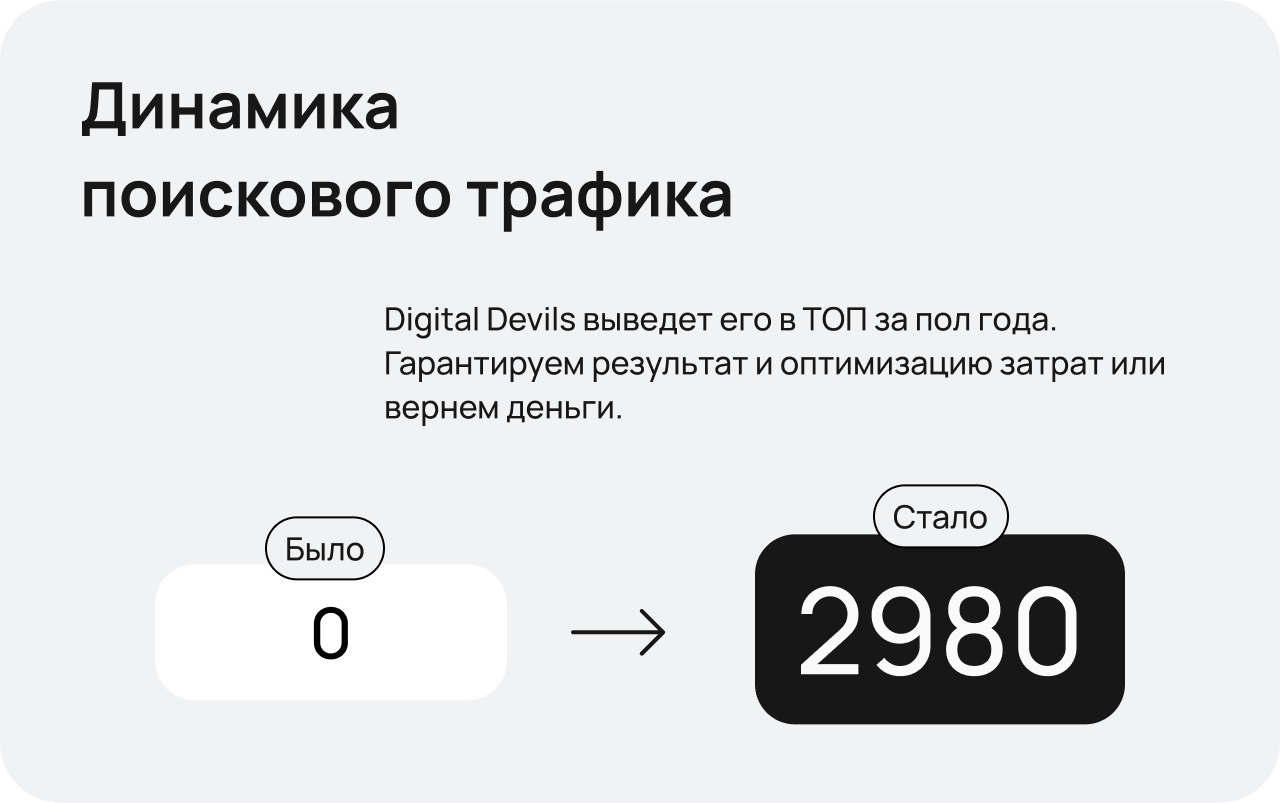 Динамика
поискового трафика
Digital Devils выведет его в ТОП за пол года.
Гарантируем результат и оптимизацию затрат или
вернем деньги.
Было
0
Стало
2980